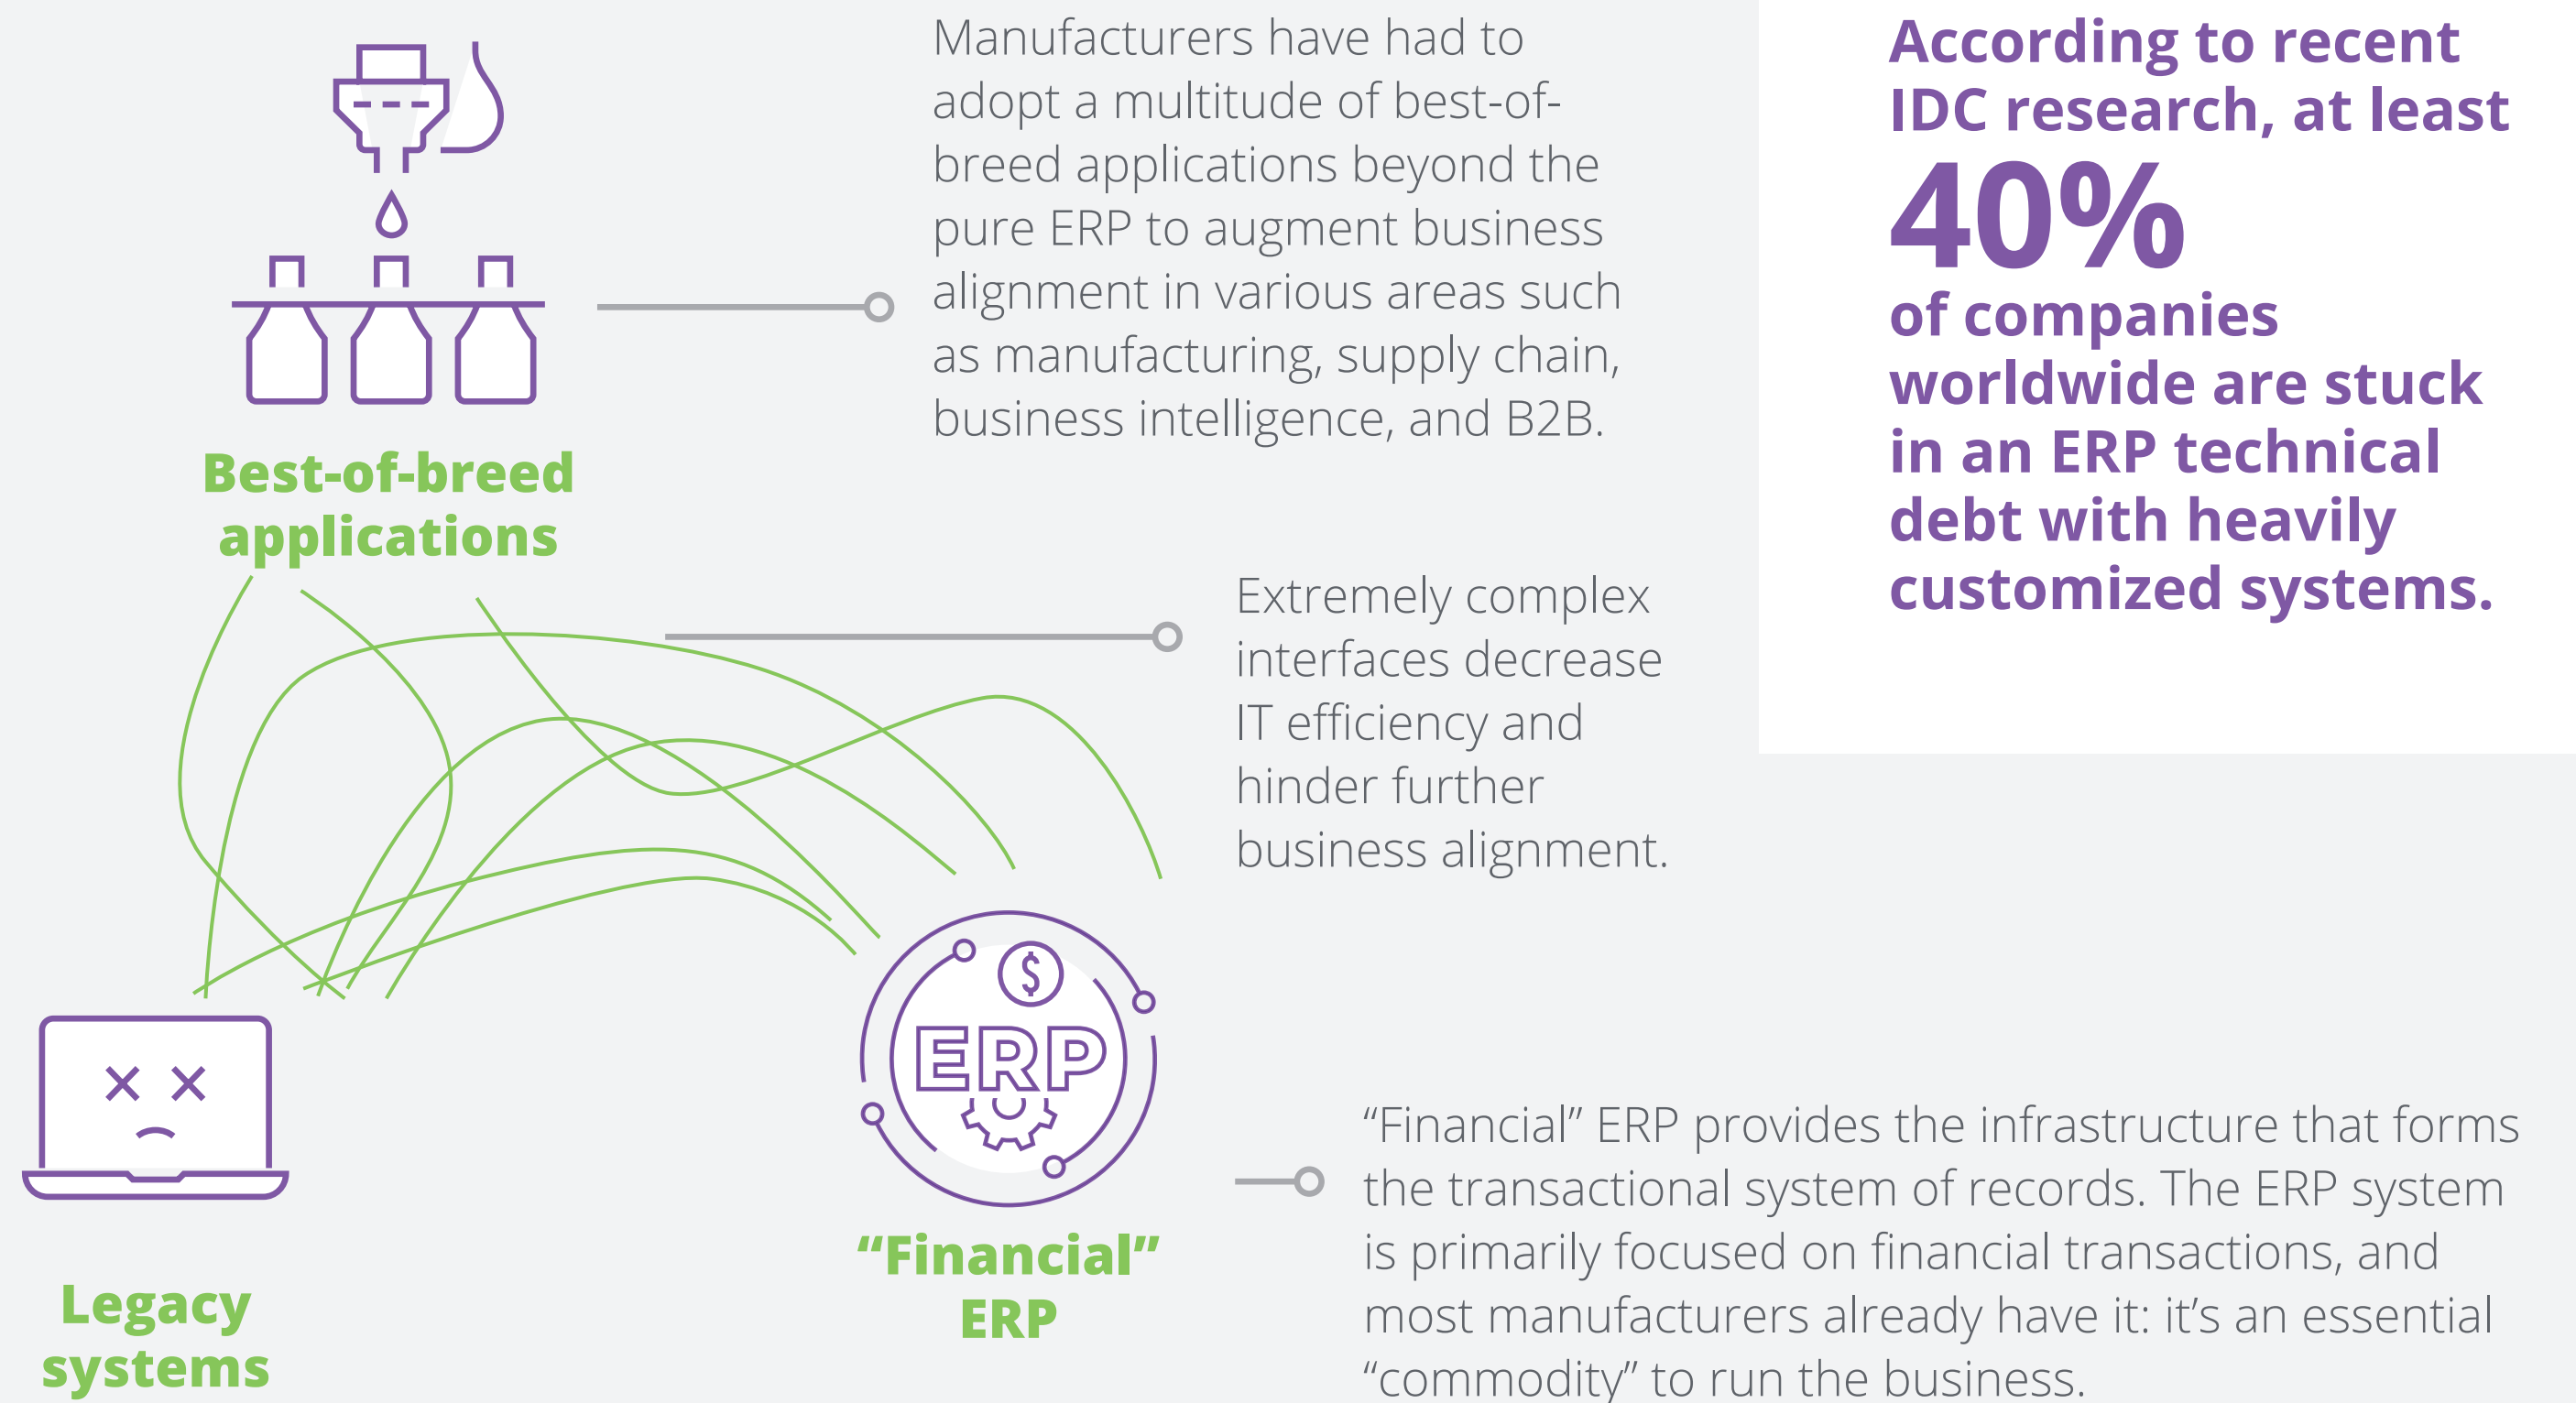 Manufacturers have had to
adopt a multitude of best-of-
breed applications beyond the
pure ERP to augment business
alignment in various areas such
as manufacturing, supply chain,
business intelligence, and B2B.
According to recent
IDC research, at least
40%
of companies
worldwide are stuck
in an ERP technical
debt with heavily
customized systems.
Best-of-breed
applications
Extremely complex
interfaces decrease
IT efficiency and
hinder further
business alignment.
$
ERP
“Financial”
ERP
“Financial” ERP provides the infrastructure that forms
the transactional system of records. The ERP system
is primarily focused on financial transactions, and
most manufacturers already have it: it’s an essential
“commodity” to run the business.
Legacy
systems